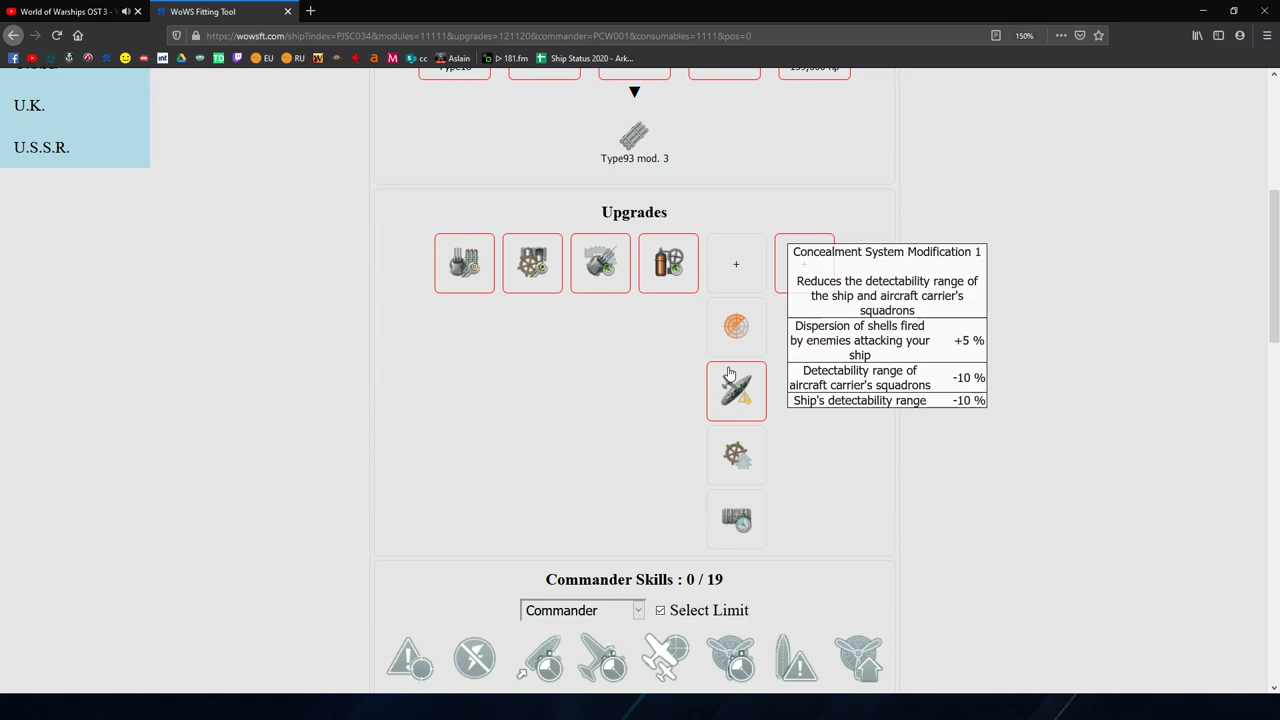 World of Warships OST 3 -
WoWS Fitting Tool
https://wowsft.com/ship?index=PJSC034&modules=11111&upgrades=121120&commander=PCW001&consumables=1111&pos=0
150%
int
TD
EU
RU
Aslain
cc
▷ 181.fm
Ship Status 2020 - Ark...
U.K.
U.S.S.R.
▼
Type93 mod. 3
Upgrades
+
Concealment System Modification 1
Reduces the detectability range of
the ship and aircraft carrier's
squadrons
Dispersion of shells fired
by enemies attacking your
ship
+5 %
Detectability range of
aircraft carrier's squadrons
-10 %
Ship's detectability range -10 %
Commander Skills : 0 / 19
Commander
Select Limit